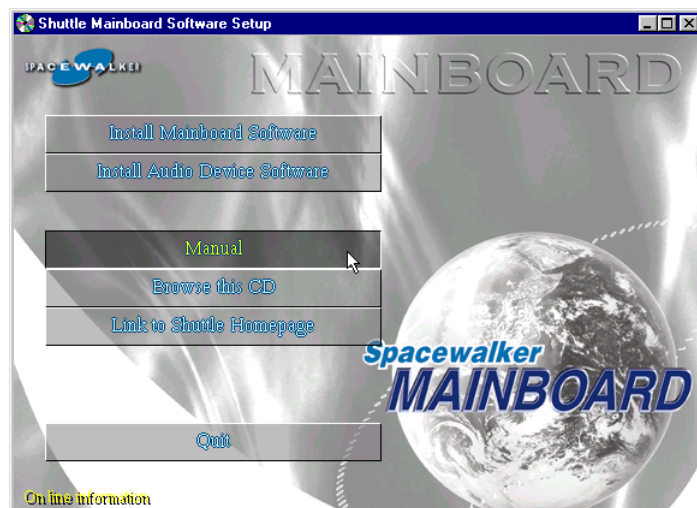 Shuttle Mainboard Software Setup
SPACEWALKER
MAINBOARD
Install Mainboard Software
Install Audio Device Software
Manual
Browse this CD
Link to Shuttle Homepage
Spacewalker
MAINBOARD
Quit
On line information